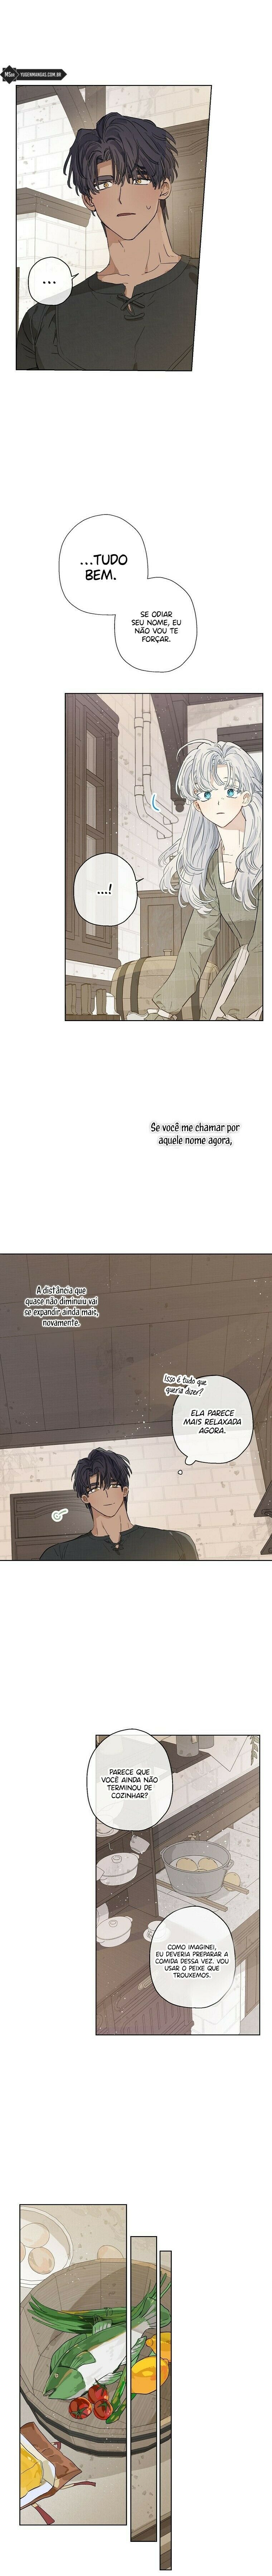 MSco
YUGENMANGAS.COM.BR
...
...TUDO
BEM.
SE ODIAR
SEU NOME, EU
NÃO VOU TE
FORÇAR.
...!
Se você me chamar por
aquele nome agora,
A distância que
quase não diminuiu vai
se expandir ainda mais,
novamente.
Isso é tudo que
queria dizer?
ELA PARECE
MAIS RELAXADA
AGORA.
PARECE QUE
VOCÊ AINDA NÃO
TERMINOU DE
COZINHAR?
COMO IMAGINEI,
EU DEVERIA PREPARAR A
COMIDA DESSA VEZ. VOU
USAR O PEIXE QUE
TROUXEMOS.